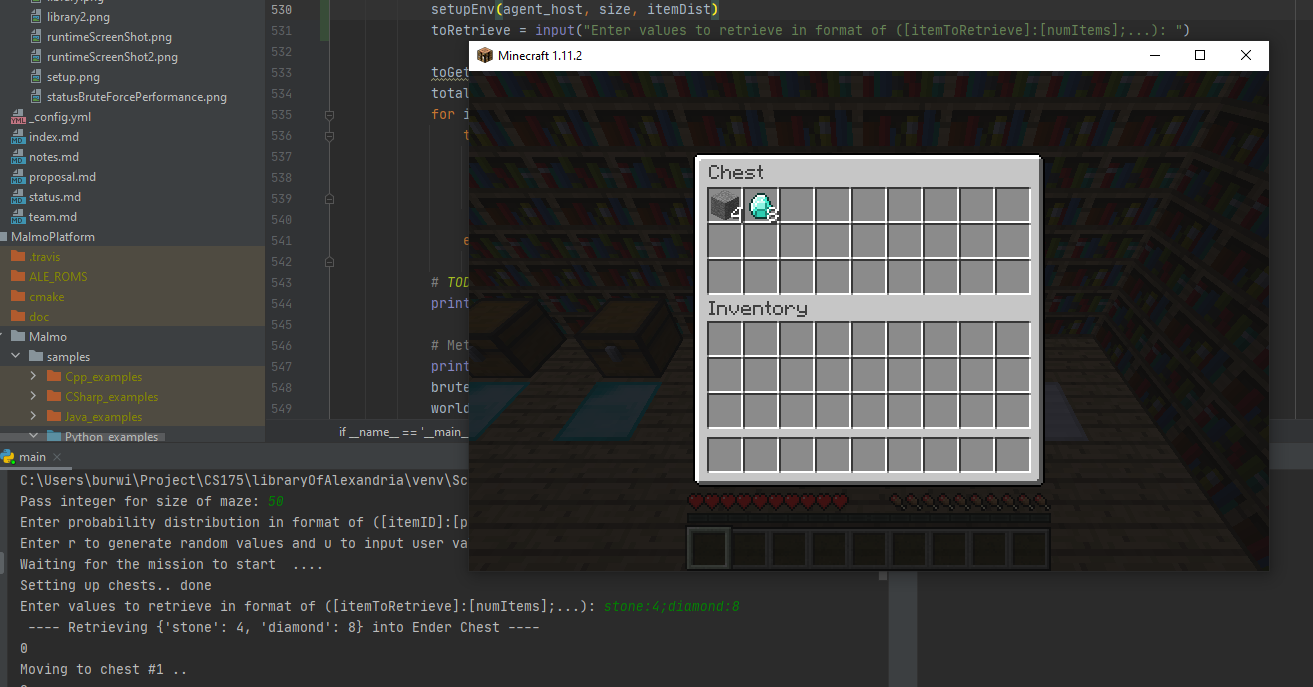 library.png
library2.png
runtimeScreenShot.png
runtimeScreenShot2.png
setup.png
statusBruteForcePerformance.png
_config.yml
index.md
notes.md
proposal.md
status.md
team.md
MalmoPlatform
.travis
ALE_ROMS
cmake
doc
Malmo
samples
Cpp_examples
CSharp_examples
Java_examples
Python_examples
530 setupEnv(agent_host, size, itemDist)
531 toRetrieve = input("Enter values to retrieve in format of ([itemToRetrieve]:[numItems];...): ")
532
533 toGet
534 total
535 for i
536 t
537
538
539
540
541 e
542
543 # TOD
544 print
545
546 # Met
547 print
548 brute
549 world
if __name__ == '__main__
Minecraft 1.11.2
Chest
4 8
Inventory
main
C:\Users\burwi\Project\CS175\libraryOfAlexandria\venv\Sc
Pass integer for size of maze: 50
Enter probability distribution in format of ([itemID]:[p
Enter r to generate random values and u to input user va
Waiting for the mission to start  ....
Setting up chests.. done
Enter values to retrieve in format of ([itemToRetrieve]:[numItems];...): stone:4;diamond:8
---- Retrieving {'stone': 4, 'diamond': 8} into Ender Chest ----
0
Moving to chest #1 ..